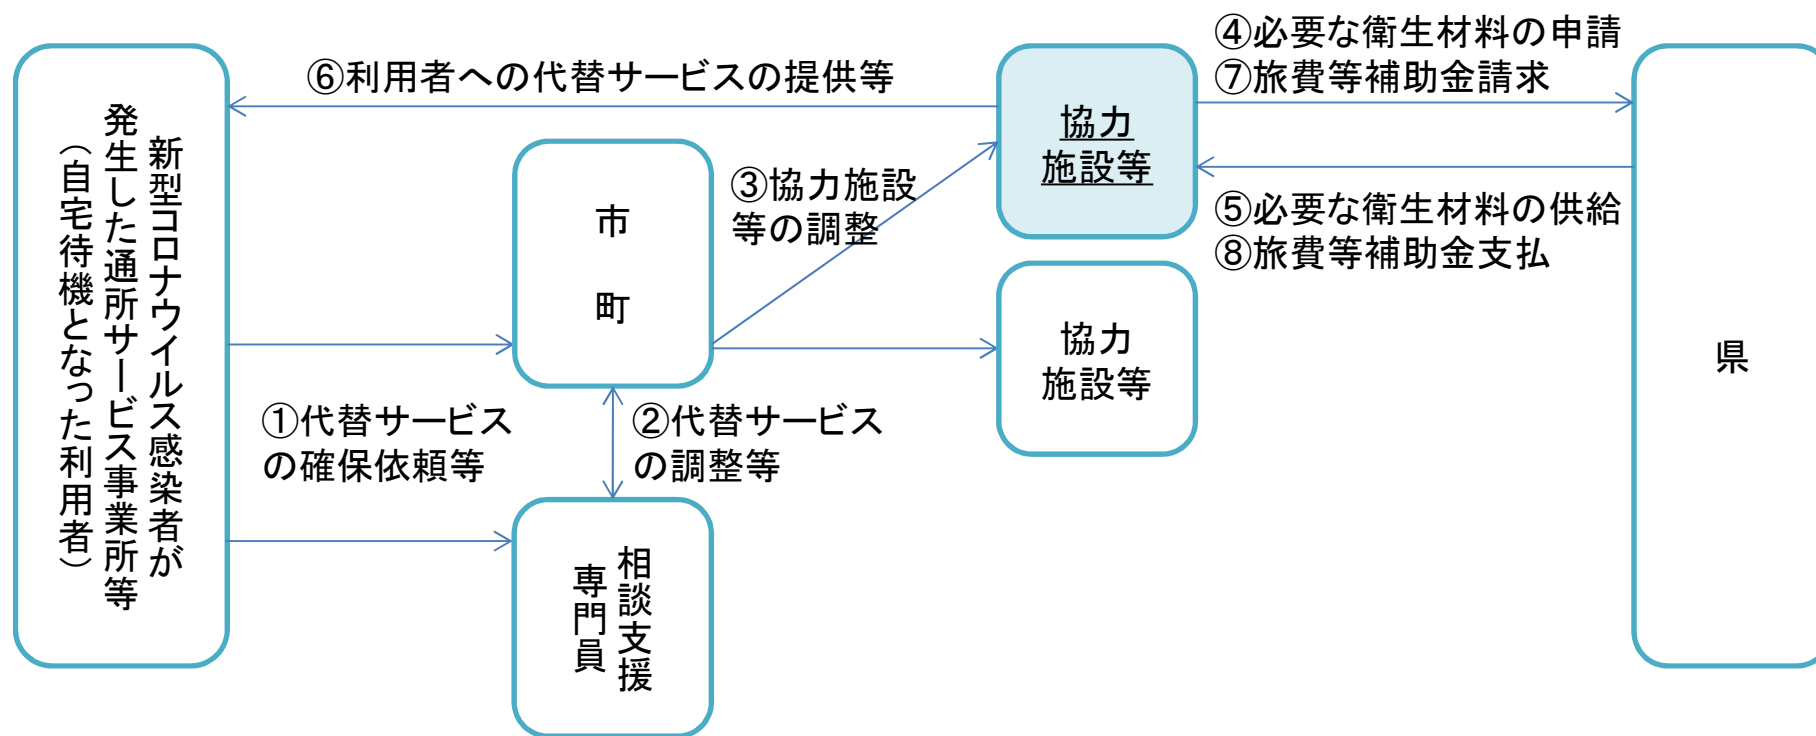 新型コロナウイルス感染者が
発生した通所サービス事業所等
（自宅待機となった利用者）
⑥利用者への代替サービスの提供等
市
町
③協力施設
等の調整
①代替サービス
の確保依頼等
②代替サービス
の調整等
相談支援
専門員
協力
施設等
協力
施設等
④必要な衛生材料の申請
⑦旅費等補助金請求
⑤必要な衛生材料の供給
⑧旅費等補助金支払
県